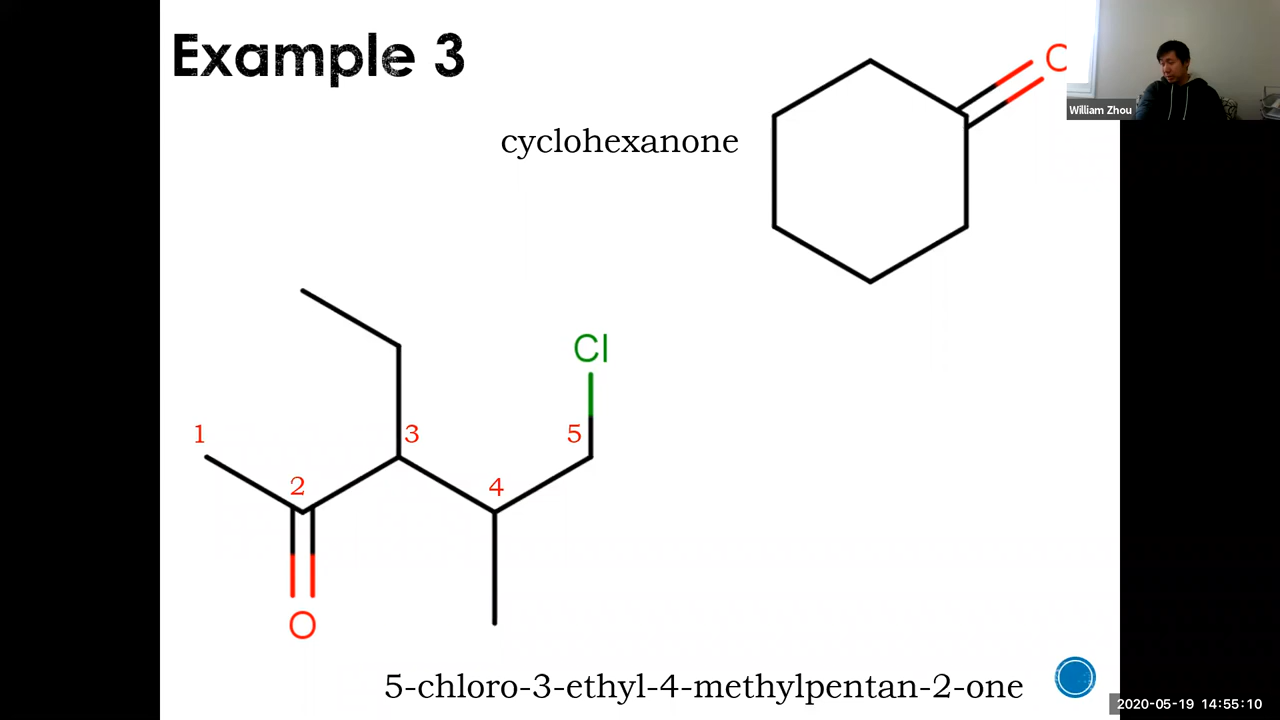 Example 3
C
William Zhou
cyclohexanone
Cl
1
3
5
2
4
O
5-chloro-3-ethyl-4-methylpentan-2-one
2020-05-19 14:55:10